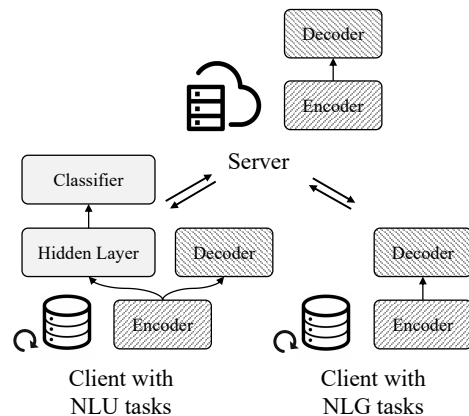 Decoder
Encoder
Server
Classifier
Hidden Layer
Decoder
Encoder
Client with
NLU tasks
Decoder
Encoder
Client with
NLG tasks